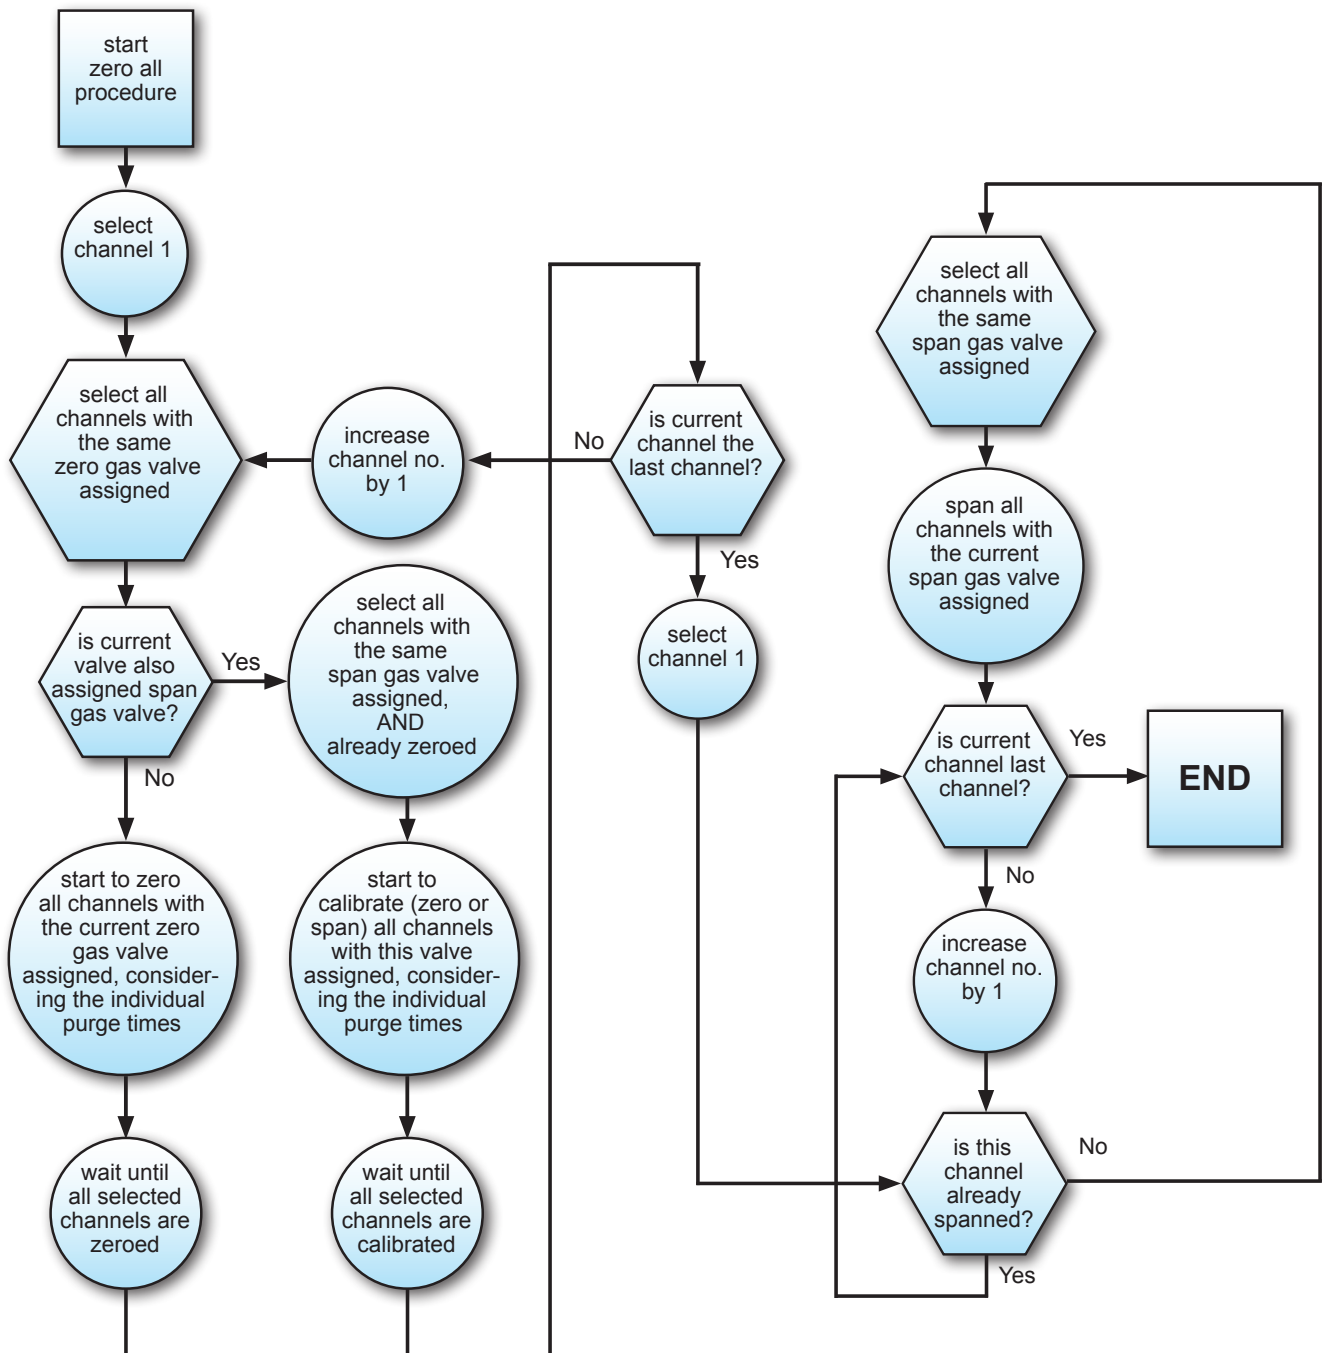 start
zero all
procedure
select
channel 1
select all
channels with
the same
zero gas valve
assigned
is current
valve also
assigned span
gas valve?
Yes
No
start to zero
all channels with
the current zero
gas valve
assigned, consider-
ing the individual
purge times
wait until
all selected
channels are
zeroed
select all
channels with
the same
span gas valve
assigned,
AND
already zeroed
start to
calibrate (zero or
span) all channels
with this valve
assigned, consider-
ing the individual
purge times
wait until
all selected
channels are
calibrated
is current
channel the
last channel?
No
increase
channel no.
by 1
Yes
select
channel 1
select all
channels with
the same
span gas valve
assigned
span all
channels with
the current
span gas valve
assigned
is current
channel last
channel?
Yes
END
No
increase
channel no.
by 1
is this
channel
already
spanned?
No
Yes